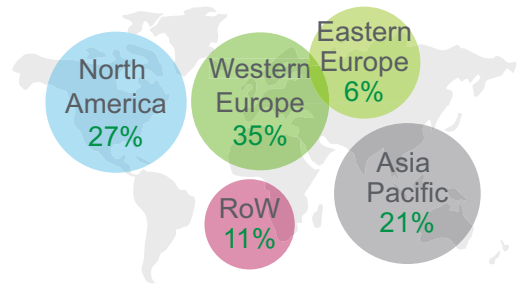 North
America
27%
Western
Europe
35%
Eastern
Europe
6%
RoW
11%
Asia
Pacific
21%